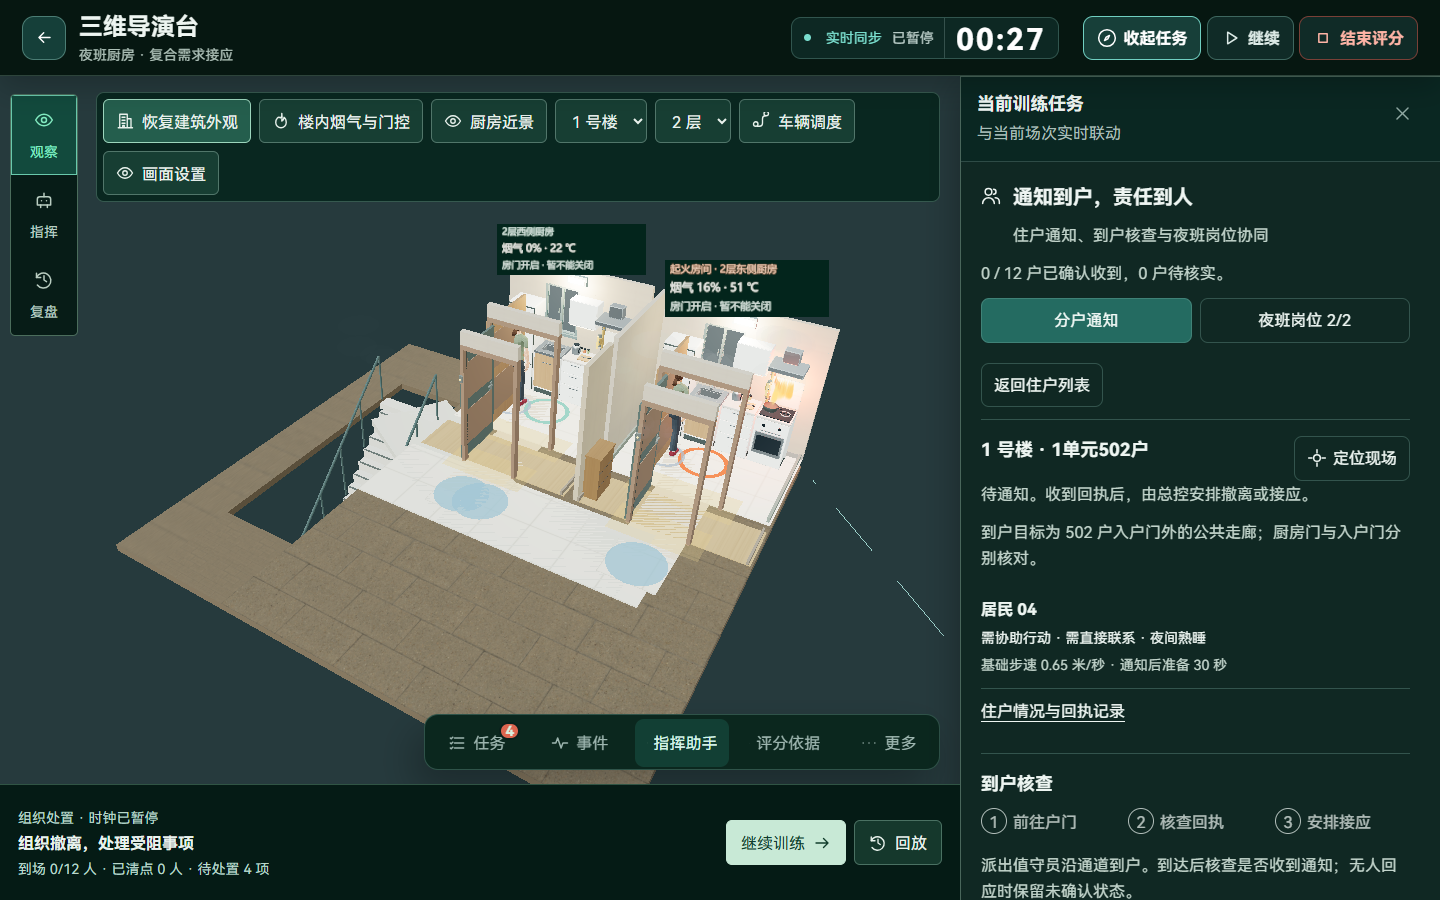 三维导演台
夜班厨房 · 复合需求接应
实时同步 已暂停 00:27
收起任务
继续
结束评分
观察
指挥
复盘
恢复建筑外观
楼内烟气与门控
厨房近景
1 号楼
2 层
车辆调度
画面设置
2层西侧厨房
烟气 0% · 22 ℃
房门开启 · 暂不能关闭
起火房间 · 2层东侧厨房
烟气 16% · 51 ℃
房门开启 · 暂不能关闭
任务 4
事件
指挥助手
评分依据
··· 更多
组织处置 · 时钟已暂停
组织撤离，处理受阻事项
到场 0/12 人 · 已清点 0 人 · 待处置 4 项
继续训练 →
回放
当前训练任务
与当前场次实时联动
通知到户，责任到人
住户通知、到户核查与夜班岗位协同
0 / 12 户已确认收到，0 户待核实。
分户通知
夜班岗位 2/2
返回住户列表
1 号楼 · 1单元502户
定位现场
待通知。收到回执后，由总控安排撤离或接应。
到户目标为 502 户入户门外的公共走廊；厨房门与入户门分
别核对。
居民 04
需协助行动 · 需直接联系 · 夜间熟睡
基础步速 0.65 米/秒 · 通知后准备 30 秒
住户情况与回执记录
到户核查
1 前往户门
2 核查回执
3 安排接应
派出值守员沿通道到户。到达后核查是否收到通知；无人回
应时保留未确认状态。